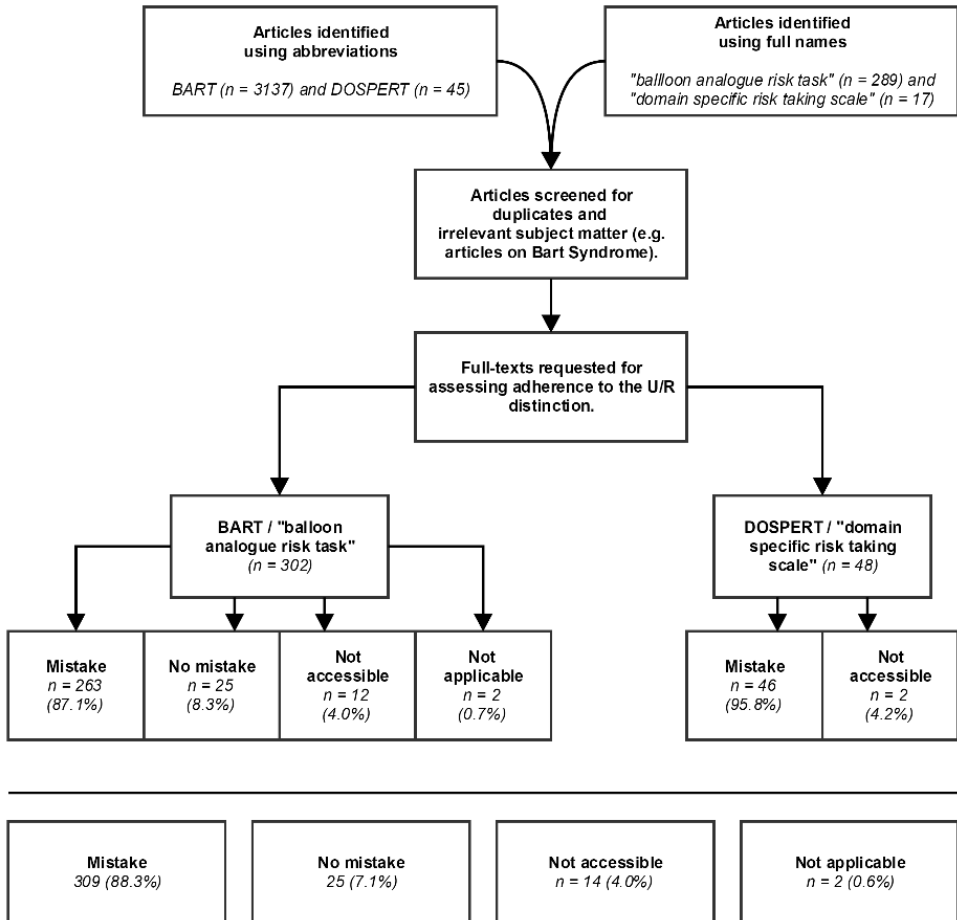 Articles identified
using abbreviations
BART (n = 3137) and DOSPERT (n = 45)
Articles identified
using full names
"ballloon analogue risk task" (n = 289) and
"domain specific risk taking scale" (n = 17)
Articles screened for
duplicates and
irrelevant subject matter (e.g.
articles on Bart Syndrome).
Full-texts requested for
assessing adherence to the U/R
distinction.
BART / "balloon
analogue risk task"
(n = 302)
DOSPERT / "domain
specific risk taking
scale" (n = 48)
Mistake
n = 263
(87.1%)
No mistake
n = 25
(8.3%)
Not
accessible
n = 12
(4.0%)
Not
applicable
n = 2
(0.7%)
Mistake
n = 46
(95.8%)
Not
accessible
n = 2
(4.2%)
Mistake
309 (88.3%)
No mistake
25 (7.1%)
Not accessible
n = 14 (4.0%)
Not applicable
n = 2 (0.6%)